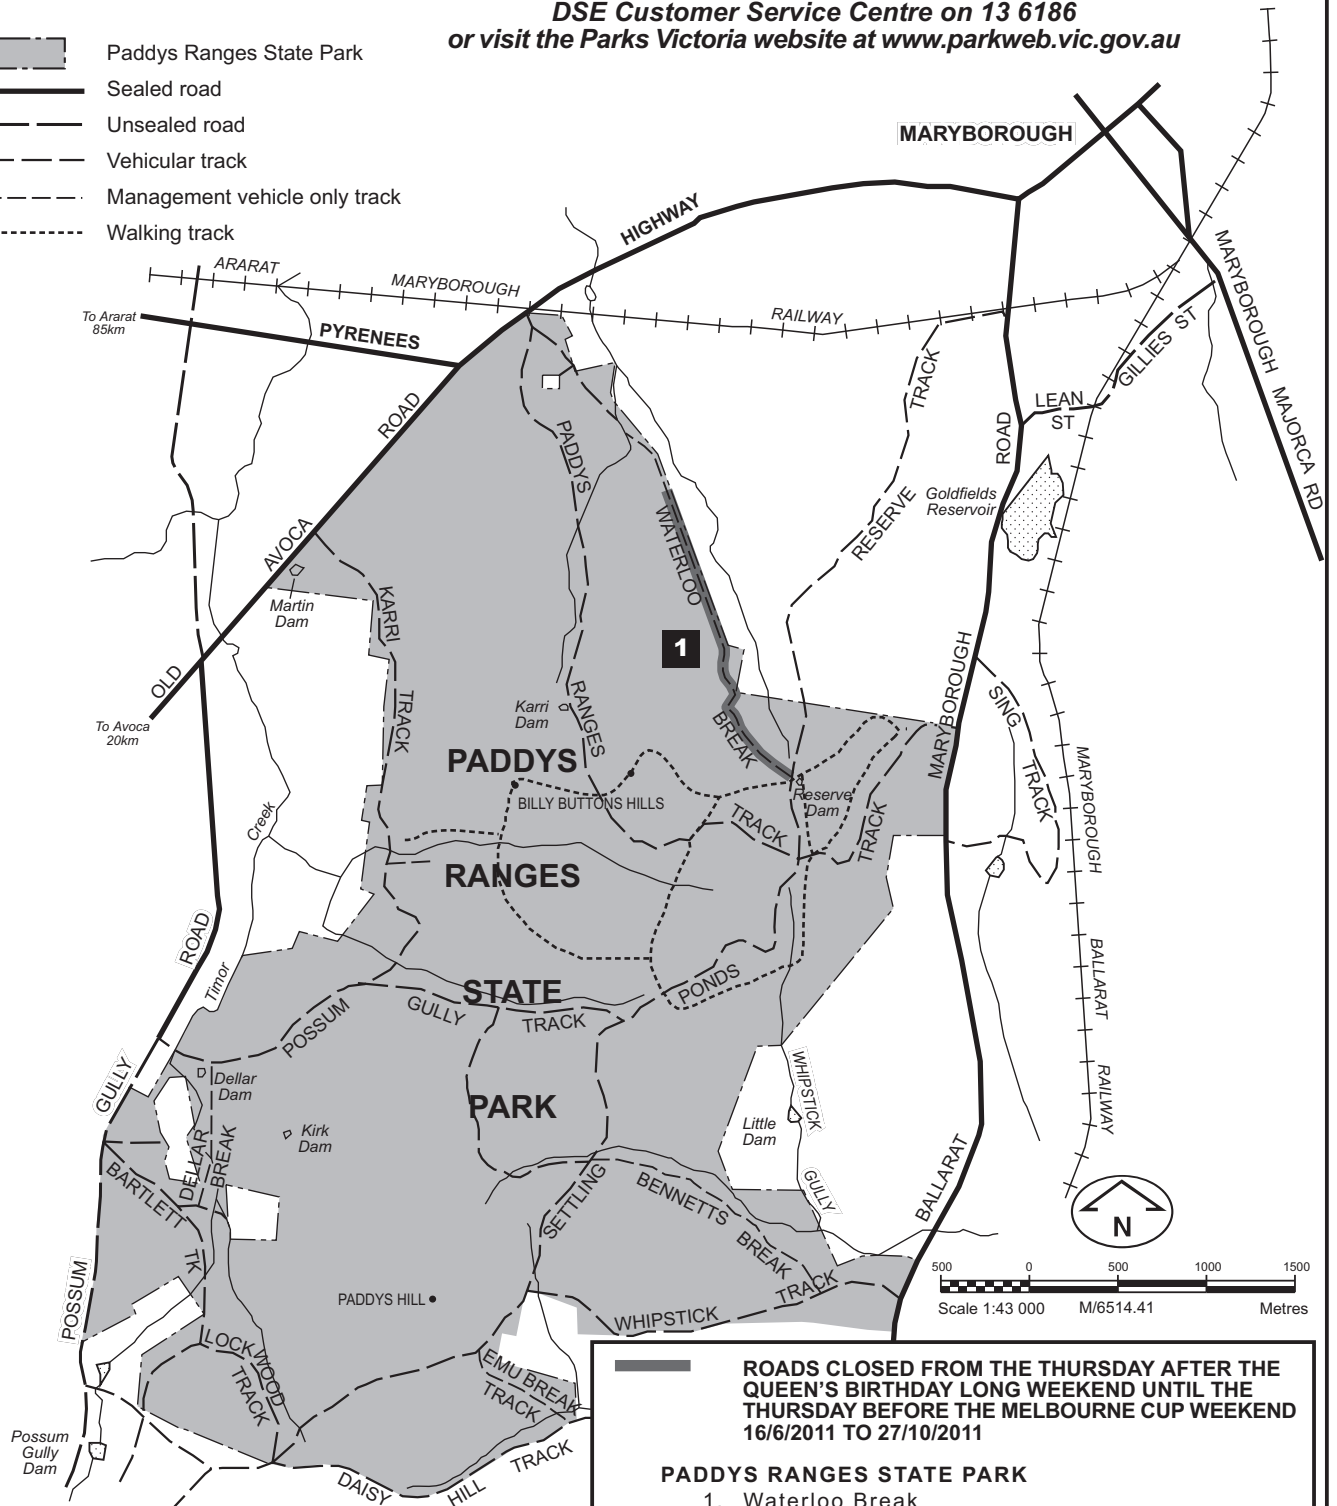 DSE Customer Service Centre on 13 6186
or visit the Parks Victoria website at www.parkweb.vic.gov.au
Paddys Ranges State Park
Sealed road
Unsealed road
Vehicular track
Management vehicle only track
Walking track
MARYBOROUGH
HIGHWAY
ARARAT
MARYBOROUGH
RAILWAY
To Ararat
85km
PYRENEES
MARYBOROUGH MAJORCA RD
GILLIES ST
LEAN
ST
TRACK
ROAD
ROAD
PADDYS
RESERVE
Goldfields
Reservoir
WATERLOO
AVOCA
Martin
Dam
KARRI
1
OLD
To Avoca
20km
TRACK
Karri
Dam
RANGES
BREAK
MARYBOROUGH
SING
TRACK
MARYBOROUGH
PADDYS
BILLY BUTTONS HILLS
Reserve
Dam
TRACK
TRACK
Creek
RANGES
ROAD
Timor
STATE
PONDS
BALLARAT
POSSUM
GULLY
TRACK
GULLY
Dellar
Dam
PARK
WHIPSTICK
RAILWAY
Little
Dam
Kirk
Dam
DELLAR
BREAK
BARTLETT
TK
SETTLING
BENNETTS
BREAK
GULLY
BALLARAT
N
POSSUM
PADDYS HILL
WHIPSTICK
TRACK
500 0 500 1000 1500
Scale 1:43 000 M/6514.41 Metres
LOCKWOOD
TRACK
EMU BREAK
TRACK
Possum
Gully
Dam
DAISY
HILL
TRACK
ROADS CLOSED FROM THE THURSDAY AFTER THE
QUEEN'S BIRTHDAY LONG WEEKEND UNTIL THE
THURSDAY BEFORE THE MELBOURNE CUP WEEKEND
16/6/2011 TO 27/10/2011
PADDYS RANGES STATE PARK
1. Waterloo Break